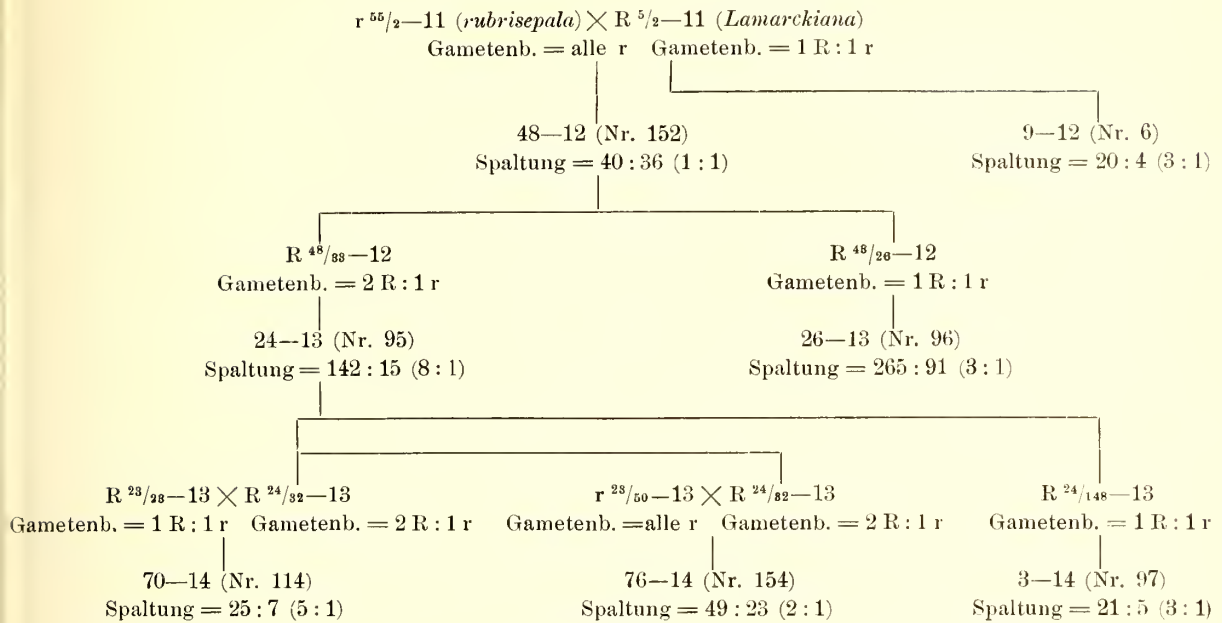 r ⁵⁵/₂—11 (rubrisepala) × R ⁵/₂—11 (Lamarckiana)
Gametenb. = alle r Gametenb. = 1 R : 1 r
48—12 (Nr. 152) 9—12 (Nr. 6)
Spaltung = 40 : 36 (1 : 1) Spaltung = 20 : 4 (3 : 1)
R ⁴⁸/₃₈—12 R ⁴⁸/₂₆—12
Gametenb. = 2 R : 1 r Gametenb. = 1 R : 1 r
24—13 (Nr. 95) 26—13 (Nr. 96)
Spaltung = 142 : 15 (8 : 1) Spaltung = 265 : 91 (3 : 1)
R ²³/₂₈—13 × R ²⁴/₈₂—13 r ²³/₅₀—13 × R ²⁴/₈₂—13 R ²⁴/₁₄₈—13
Gametenb. = 1 R : 1 r Gametenb. = 2 R : 1 r Gametenb. =alle r Gametenb. = 2 R : 1 r Gametenb. = 1 R : 1 r
70—14 (Nr. 114) 76—14 (Nr. 154) 3—14 (Nr. 97)
Spaltung = 25 : 7 (5 : 1) Spaltung = 49 : 23 (2 : 1) Spaltung = 21 : 5 (3 : 1)